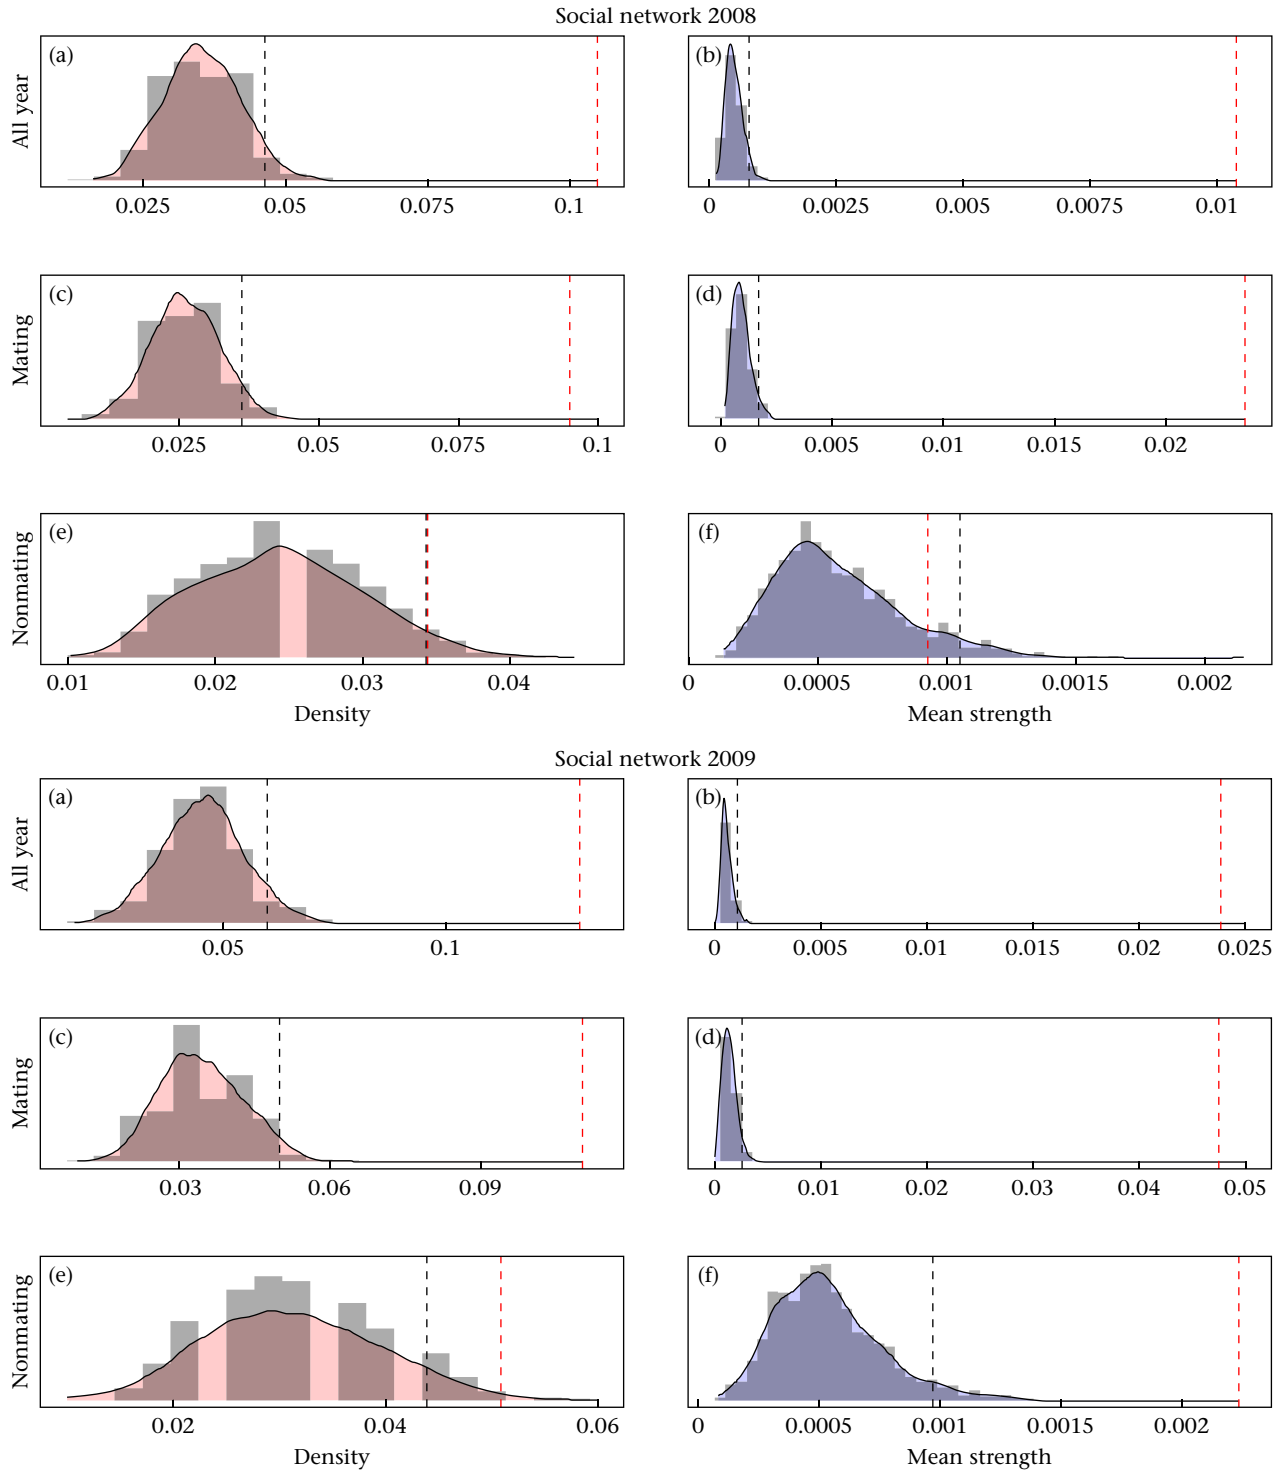 Social network 2008
(a)
(b)
All year
0.025 0.05 0.075 0.1
0 0.0025 0.005 0.0075 0.01
(c)
(d)
Mating
0.025 0.05 0.075 0.1
0 0.005 0.01 0.015 0.02
(e)
(f)
Nonmating
0.01 0.02 0.03 0.04
0 0.0005 0.001 0.0015 0.002
Density
Mean strength
Social network 2009
(a)
(b)
All year
0.05 0.1
0 0.005 0.01 0.015 0.02 0.025
(c)
(d)
Mating
0.03 0.06 0.09
0 0.01 0.02 0.03 0.04 0.05
(e)
(f)
Nonmating
0.02 0.04 0.06
0 0.0005 0.001 0.0015 0.002
Density
Mean strength